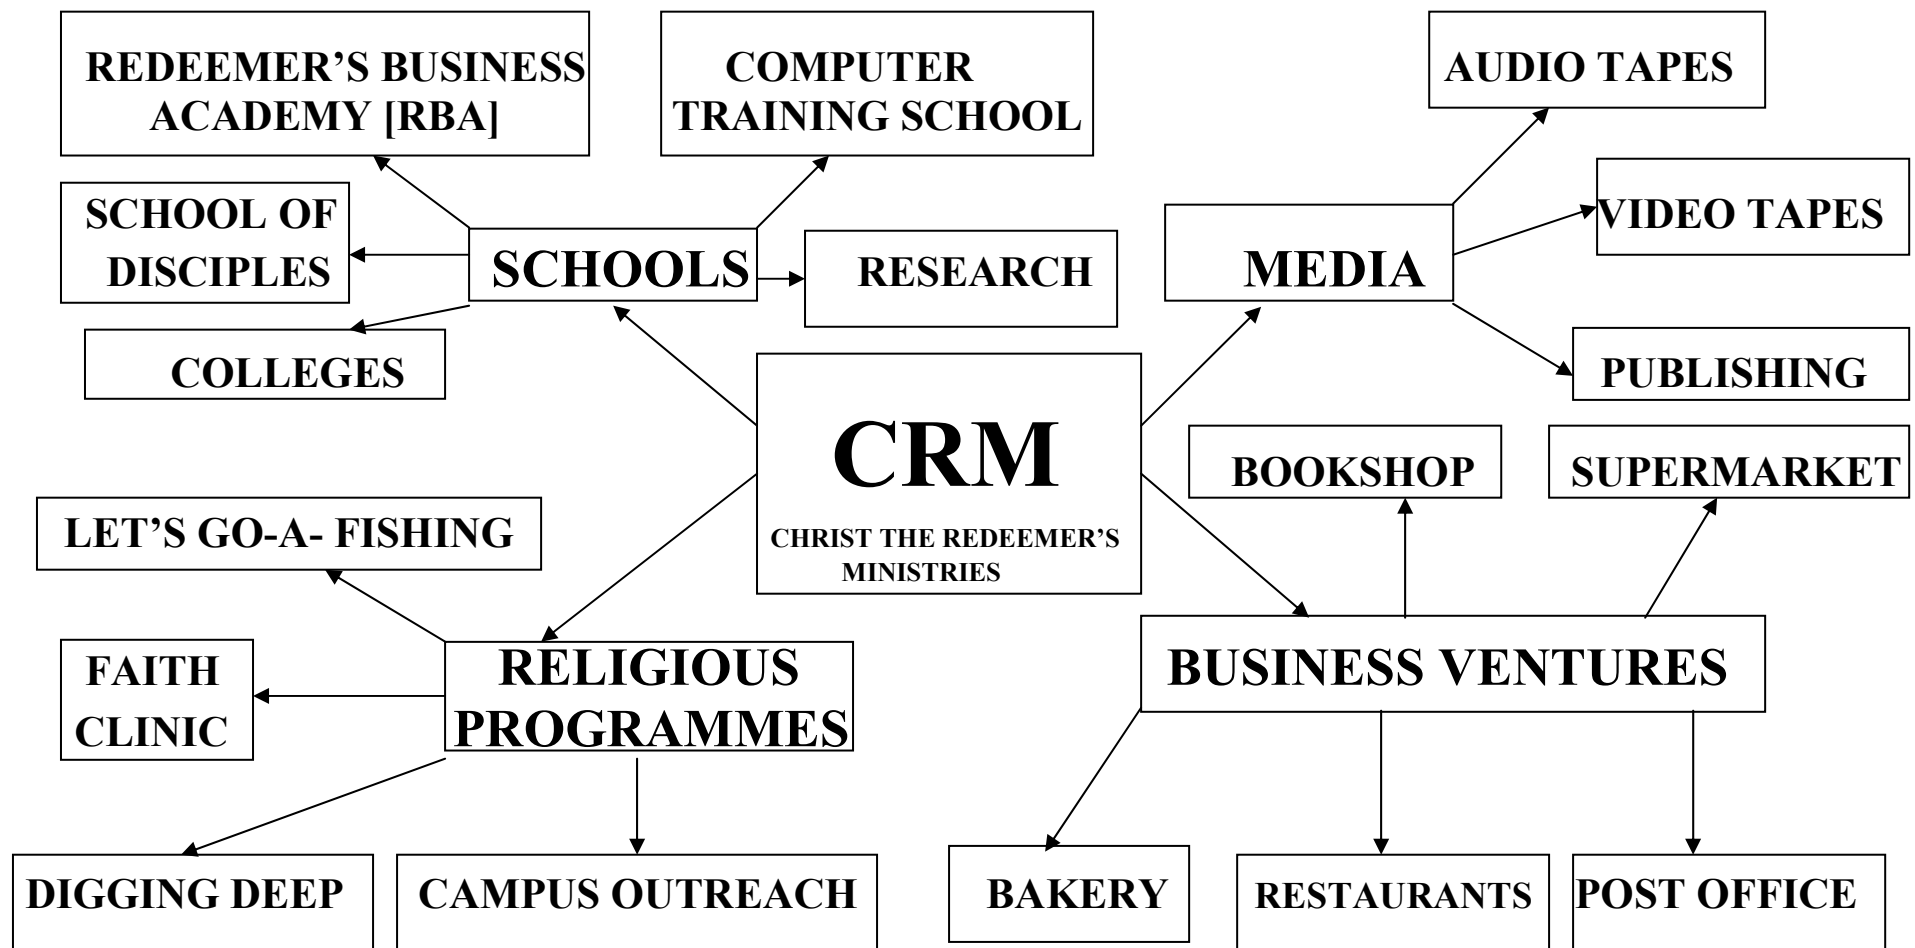 REDEEMER’S BUSINESS
ACADEMY [RBA]
COMPUTER
TRAINING SCHOOL
AUDIO TAPES
SCHOOL OF
DISCIPLES
SCHOOLS
RESEARCH
MEDIA
VIDEO TAPES
COLLEGES
PUBLISHING
CRM
CHRIST THE REDEEMER’S
MINISTRIES
BOOKSHOP
SUPERMARKET
LET’S GO-A- FISHING
FAITH
CLINIC
RELIGIOUS
PROGRAMMES
BUSINESS VENTURES
DIGGING DEEP
CAMPUS OUTREACH
BAKERY
RESTAURANTS
POST OFFICE